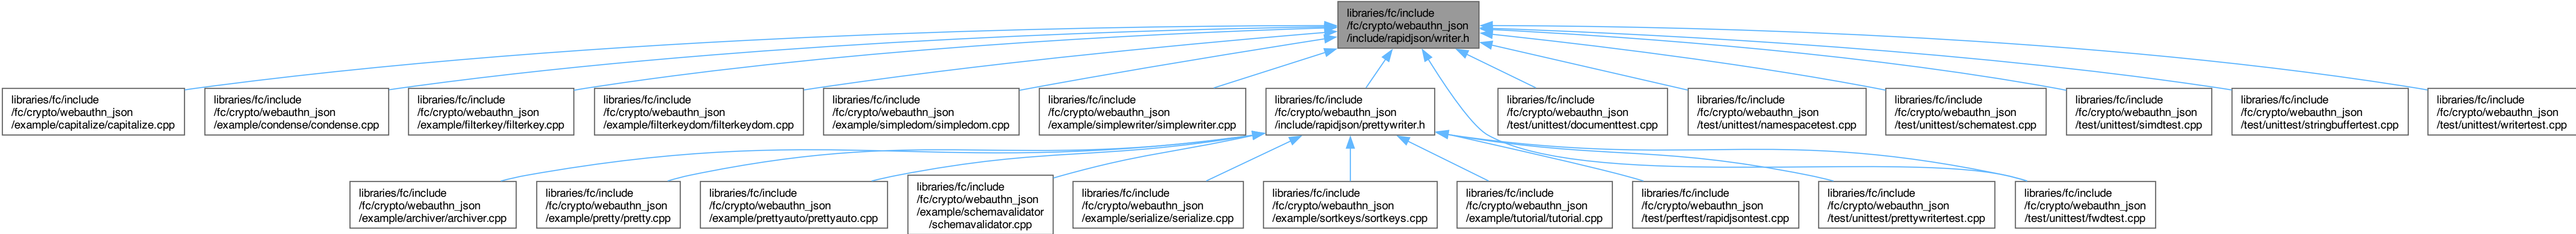 libraries/fc/include
/fc/crypto/webauthn_json
/include/rapidjson/writer.h
libraries/fc/include
/fc/crypto/webauthn_json
/example/capitalize/capitalize.cpp
libraries/fc/include
/fc/crypto/webauthn_json
/example/condense/condense.cpp
libraries/fc/include
/fc/crypto/webauthn_json
/example/filterkey/filterkey.cpp
libraries/fc/include
/fc/crypto/webauthn_json
/example/filterkeydom/filterkeydom.cpp
libraries/fc/include
/fc/crypto/webauthn_json
/example/simpledom/simpledom.cpp
libraries/fc/include
/fc/crypto/webauthn_json
/example/simplewriter/simplewriter.cpp
libraries/fc/include
/fc/crypto/webauthn_json
/include/rapidjson/prettywriter.h
libraries/fc/include
/fc/crypto/webauthn_json
/test/unittest/documenttest.cpp
libraries/fc/include
/fc/crypto/webauthn_json
/test/unittest/namespacetest.cpp
libraries/fc/include
/fc/crypto/webauthn_json
/test/unittest/schematest.cpp
libraries/fc/include
/fc/crypto/webauthn_json
/test/unittest/simdtest.cpp
libraries/fc/include
/fc/crypto/webauthn_json
/test/unittest/stringbuffertest.cpp
libraries/fc/include
/fc/crypto/webauthn_json
/test/unittest/writertest.cpp
libraries/fc/include
/fc/crypto/webauthn_json
/example/archiver/archiver.cpp
libraries/fc/include
/fc/crypto/webauthn_json
/example/pretty/pretty.cpp
libraries/fc/include
/fc/crypto/webauthn_json
/example/prettyauto/prettyauto.cpp
libraries/fc/include
/fc/crypto/webauthn_json
/example/schemavalidator
/schemavalidator.cpp
libraries/fc/include
/fc/crypto/webauthn_json
/example/serialize/serialize.cpp
libraries/fc/include
/fc/crypto/webauthn_json
/example/sortkeys/sortkeys.cpp
libraries/fc/include
/fc/crypto/webauthn_json
/example/tutorial/tutorial.cpp
libraries/fc/include
/fc/crypto/webauthn_json
/test/perftest/rapidjsontest.cpp
libraries/fc/include
/fc/crypto/webauthn_json
/test/unittest/prettywritertest.cpp
libraries/fc/include
/fc/crypto/webauthn_json
/test/unittest/fwdtest.cpp